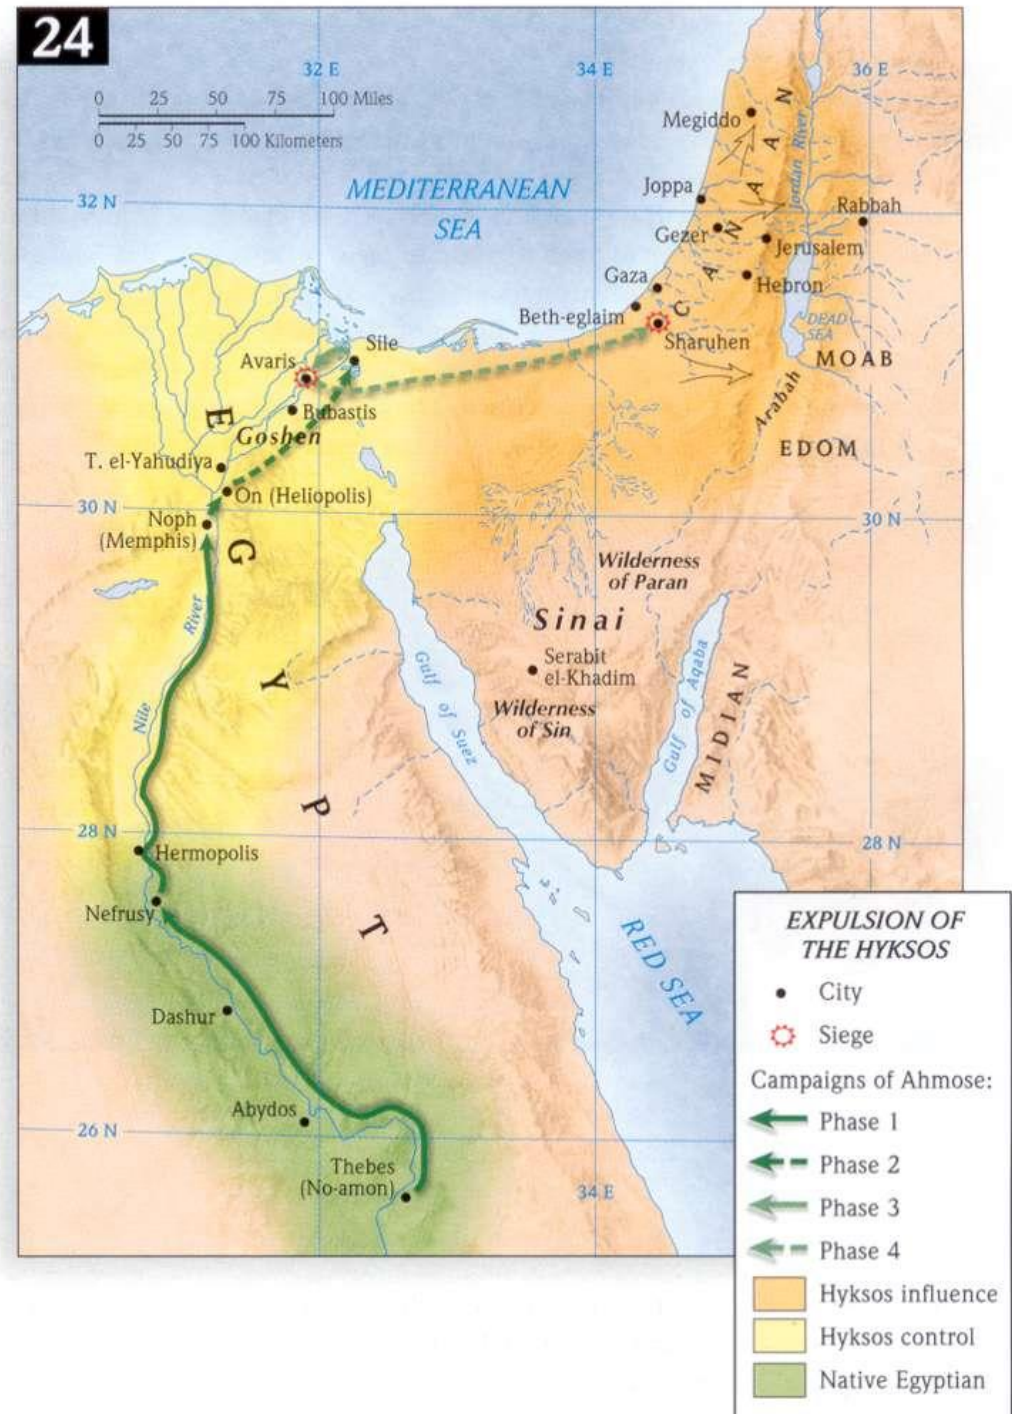 24
32 E
34 E
36 E
0 25 50 75 100 Miles
0 25 50 75 100 Kilometers
MEDITERRANEAN
SEA
32 N
Megiddo
Joppa
Gezer
Gaza
Beth-eglaim
Sharuhen
Jerusalem
Hebron
Rabbah
Jordan River
CANAAN
DEAD
SEA
MOAB
Arabah
EDOM
Avaris
Sile
Bubastis
Goshen
T. el-Yahudiya
On (Heliopolis)
30 N
30 N
Noph
(Memphis)
EGYPT
Nile
River
Wilderness
of Paran
Sinai
Serabit
el-Khadim
Wilderness
of Sin
Gulf of Suez
Gulf of Aqaba
MIDIAN
28 N
28 N
Hermopolis
Nefrusy
RED SEA
Dashur
Abydos
26 N
Thebes
(No-amon)
34 E
EXPULSION OF
THE HYKSOS
City
Siege
Campaigns of Ahmose:
Phase 1
Phase 2
Phase 3
Phase 4
Hyksos influence
Hyksos control
Native Egyptian